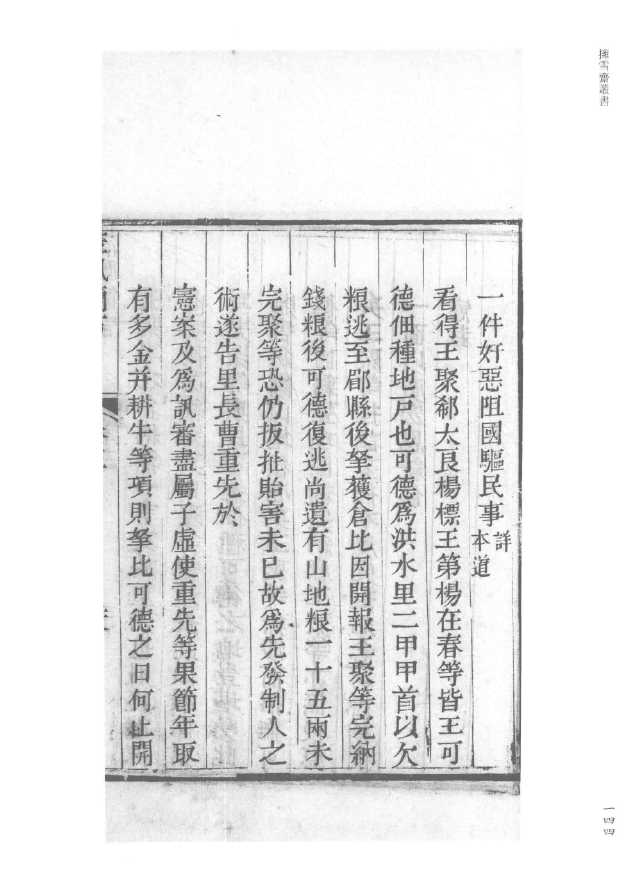 擁雪齋叢書
一件奸惡阻國驅民事詳本道
看得王聚郗太良楊標王第楊在春等皆王可
德佃種地戶也可德爲洪水里二甲甲首以欠
粮逃至鄖縣後拏獲倉比因開報王聚等完納
錢粮後可德復逃尚遺有山地粮一十五兩未
完聚等恐仍扳扯貽害未已故爲先發制人之
術遂告里長曹重先於
憲案及爲訊審盡屬子虛使重先等果節年取
有多金并耕牛等項則拏比可德之日何止開
一四四